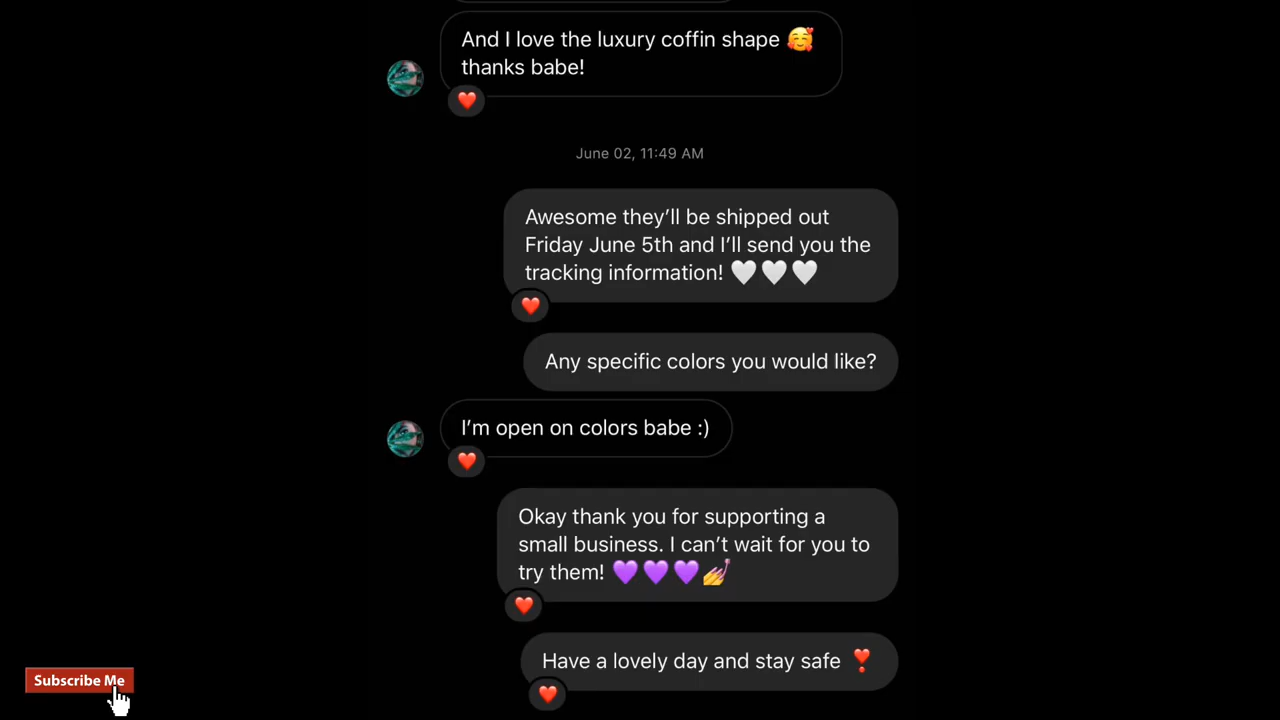 And I love the luxury coffin shape 🥰
thanks babe!
June 02, 11:49 AM
Awesome they’ll be shipped out
Friday June 5th and I’ll send you the
tracking information! 🤍🤍🤍
Any specific colors you would like?
I’m open on colors babe :)
Okay thank you for supporting a
small business. I can’t wait for you to
try them! 💜💜💜💅
Have a lovely day and stay safe ❣️
Subscribe Me